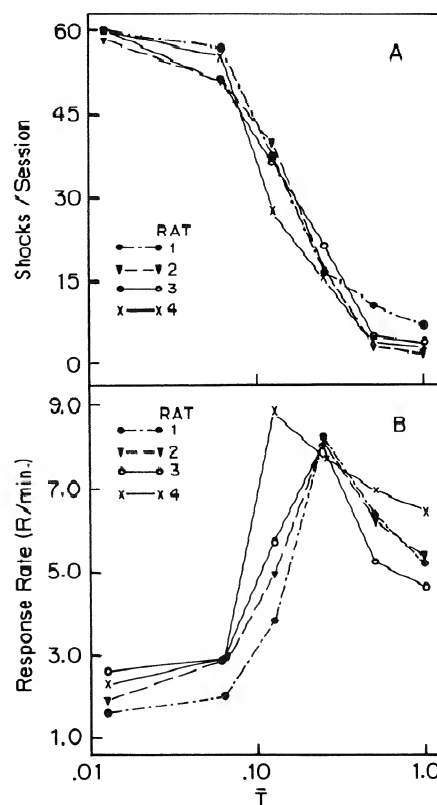 60
A
45
Shocks / Session
30
RAT
1
2
15
3
x x 4
0
9.0
RAT
B
1
2
7.0
3
x x 4
Response Rate (R/min.)
5.0
3.0
1.0
.01
.10
1.0
T̄